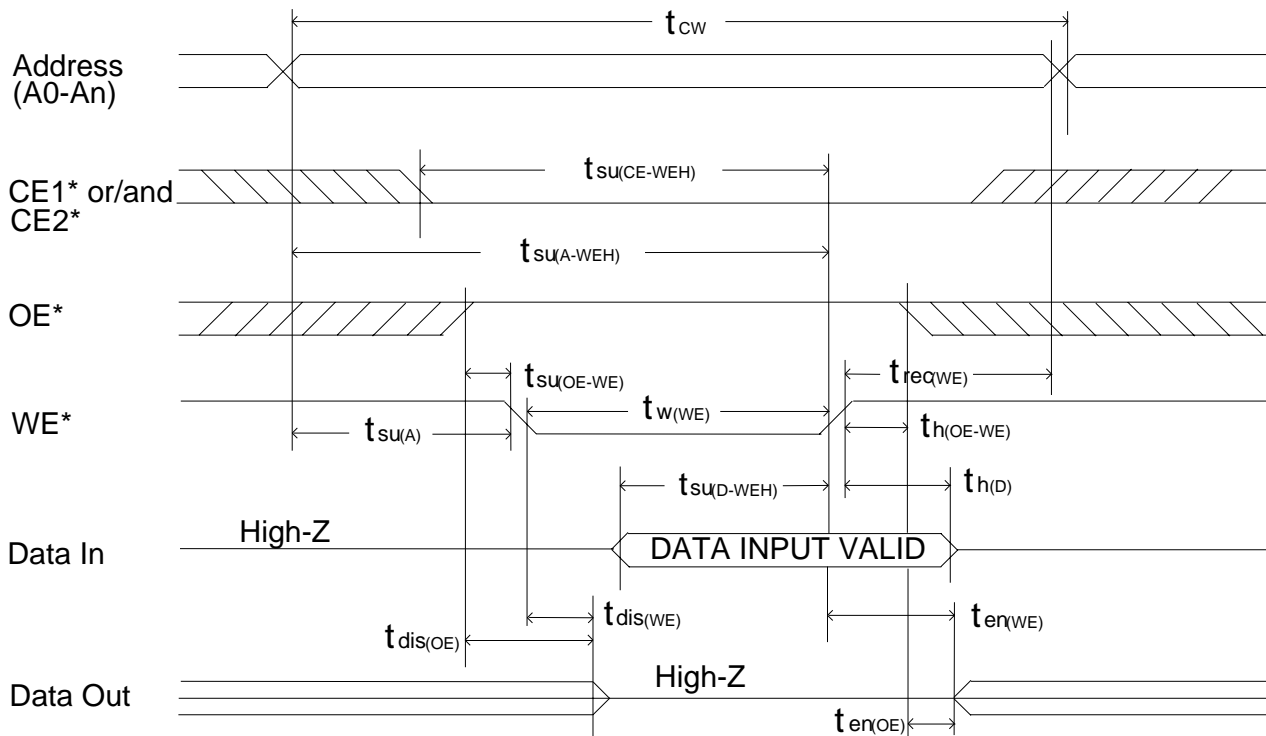 tCW
Address
(A0-An)
tsu(CE-WEH)
CE1* or/and
CE2*
tsu(A-WEH)
OE*
tsu(OE-WE)
trec(WE)
tw(WE)
WE*
tsu(A)
th(OE-WE)
tsu(D-WEH)
th(D)
High-Z
Data In
DATA INPUT VALID
tdis(WE)
ten(WE)
tdis(OE)
High-Z
Data Out
ten(OE)